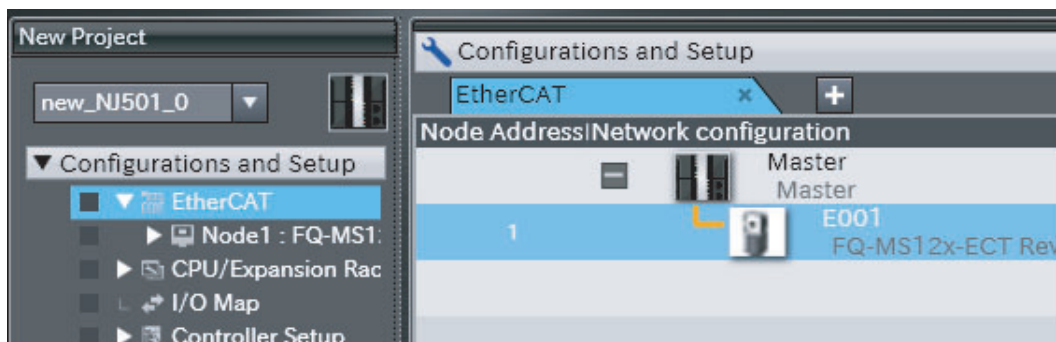 New Project
new_NJ501_0
Configurations and Setup
EtherCAT
Node1 : FQ-MS1
CPU/Expansion Rac
I/O Map
Controller Setup
Configurations and Setup
EtherCAT
Node Address|Network configuration
Master
Master
1
E001
FQ-MS12x-ECT Rev